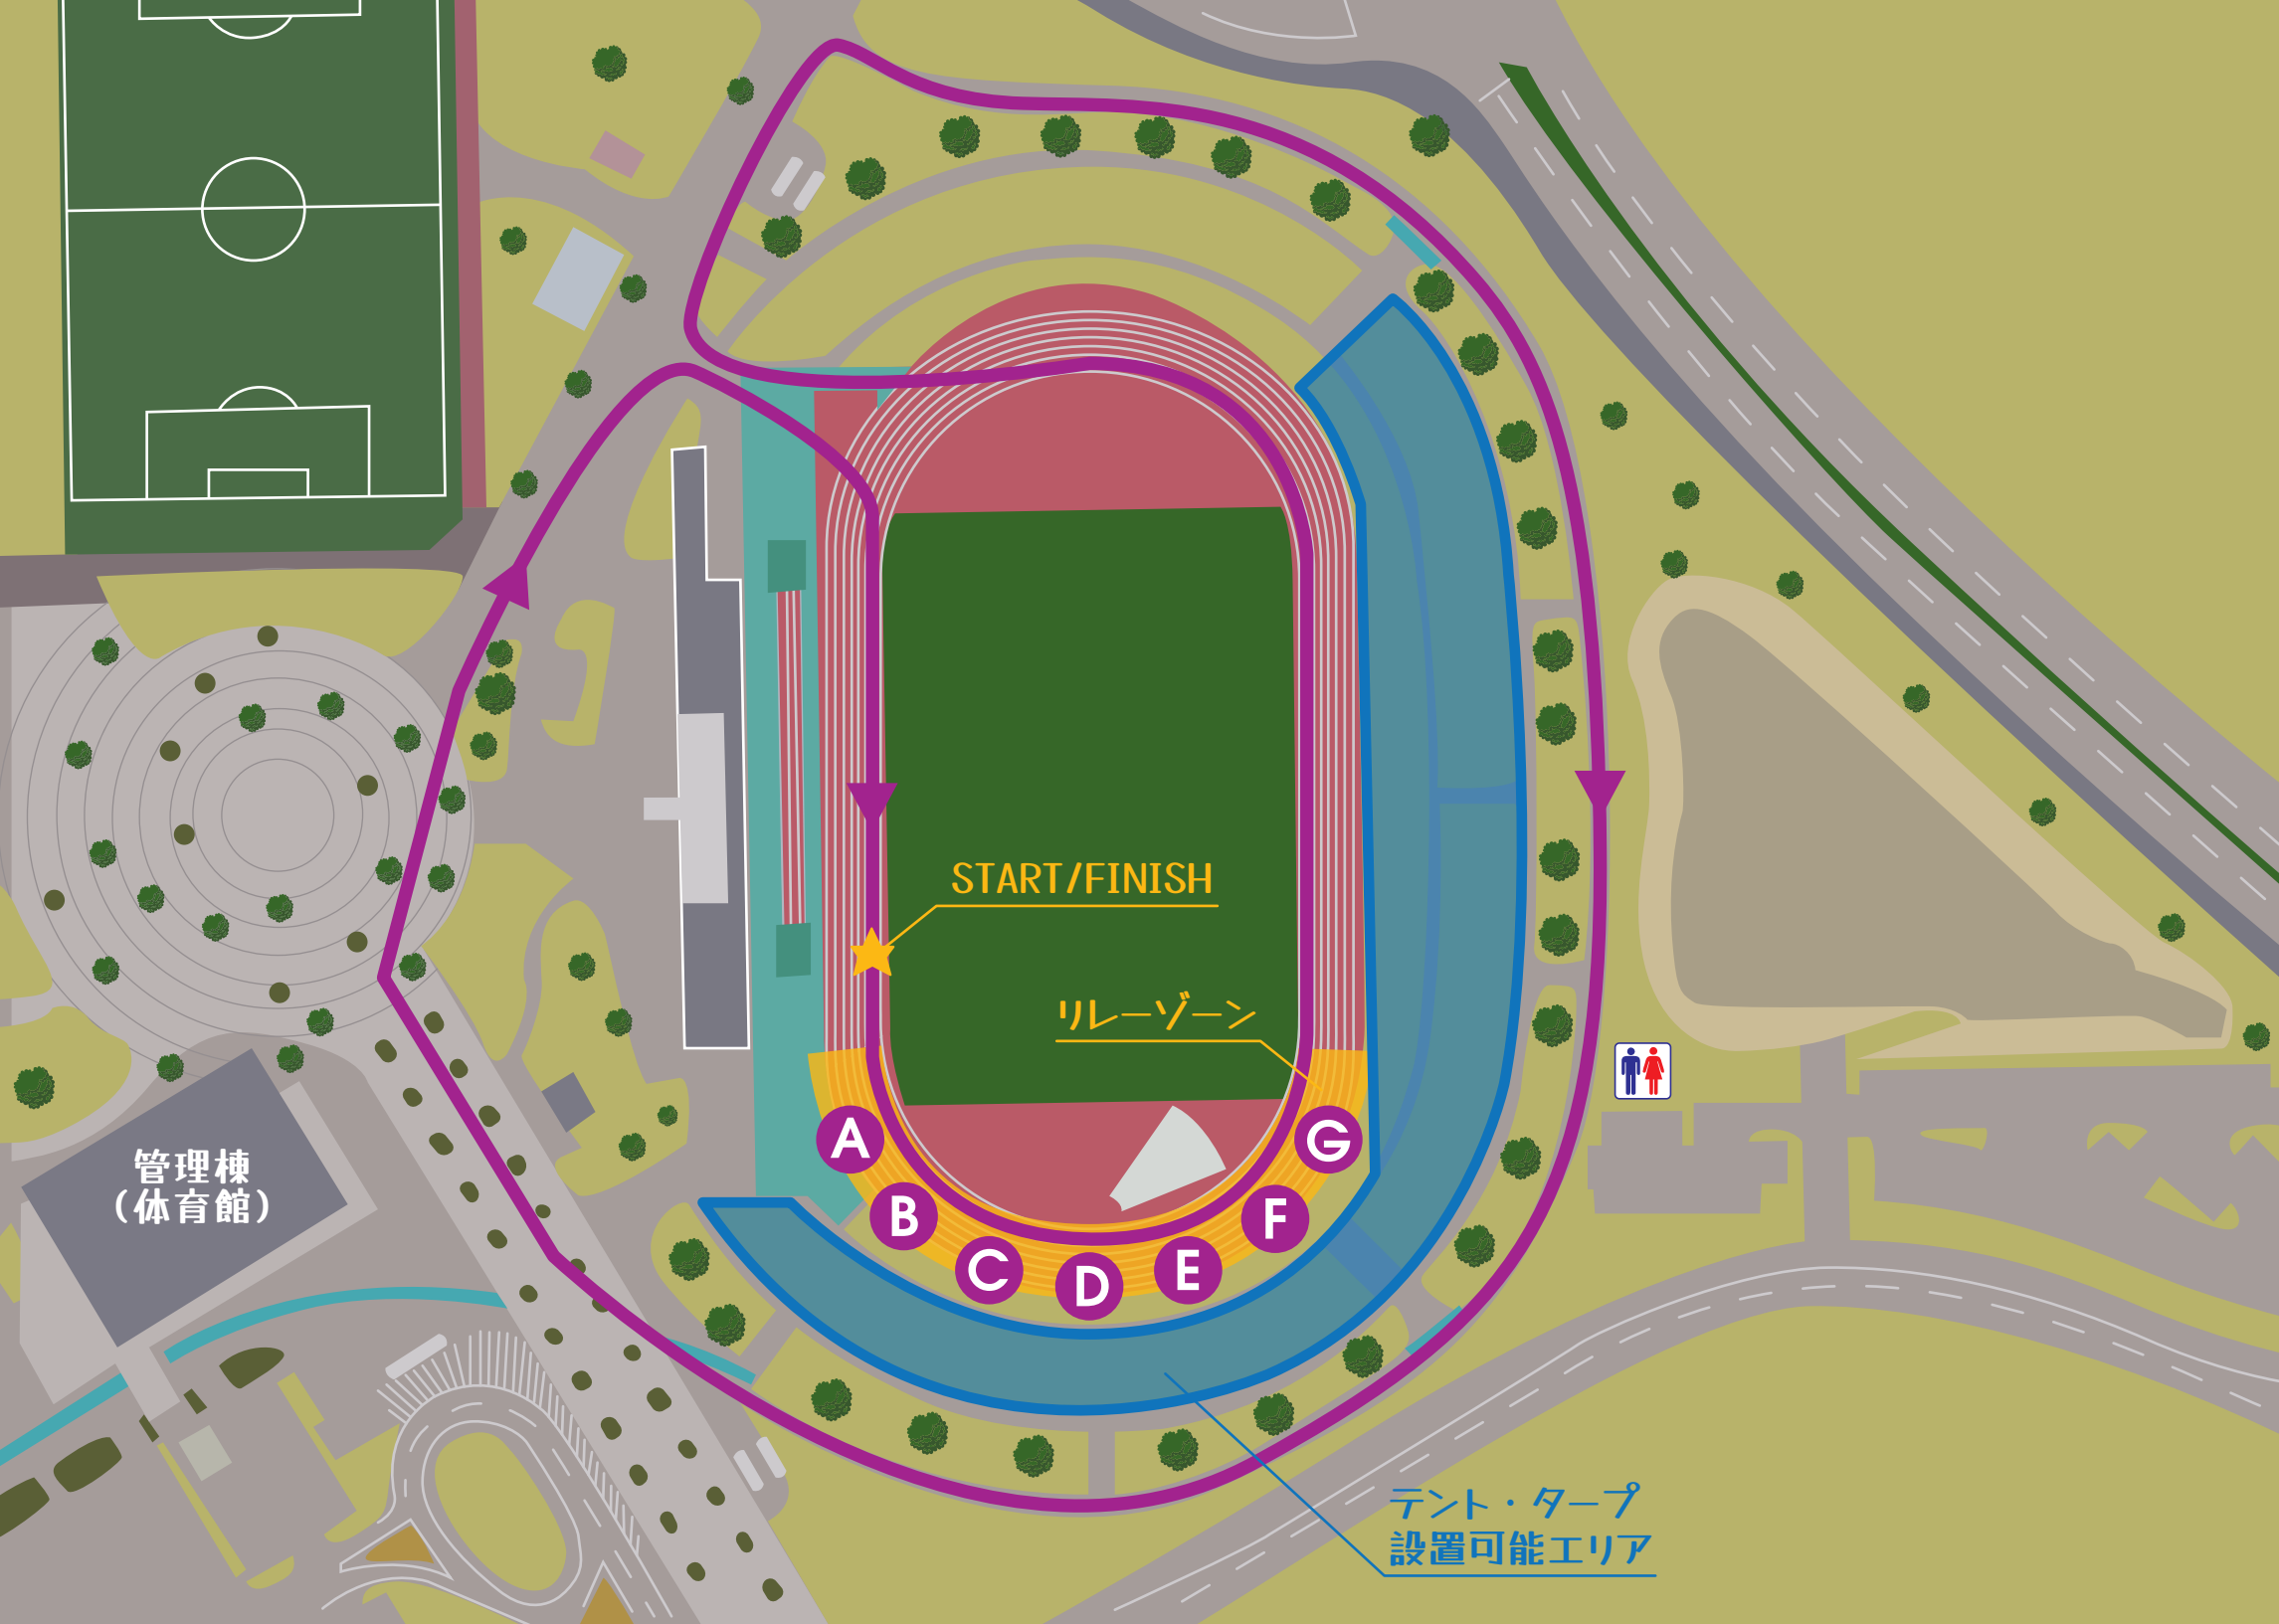 START/FINISH
リレーゾーン
A
B
C
D
E
F
G
管理棟
（体育館）
テント・タープ
設置可能エリア